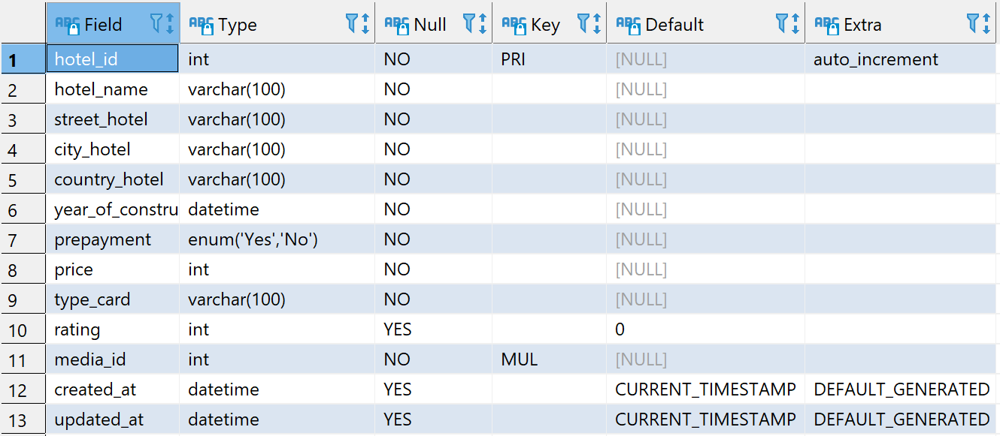 Field Type Null Key Default Extra
1 hotel_id int NO PRI [NULL] auto_increment
2 hotel_name varchar(100) NO [NULL]
3 street_hotel varchar(100) NO [NULL]
4 city_hotel varchar(100) NO [NULL]
5 country_hotel varchar(100) NO [NULL]
6 year_of_constru datetime NO [NULL]
7 prepayment enum('Yes','No') NO [NULL]
8 price int NO [NULL]
9 type_card varchar(100) NO [NULL]
10 rating int YES 0
11 media_id int NO MUL [NULL]
12 created_at datetime YES CURRENT_TIMESTAMP DEFAULT_GENERATED
13 updated_at datetime YES CURRENT_TIMESTAMP DEFAULT_GENERATED